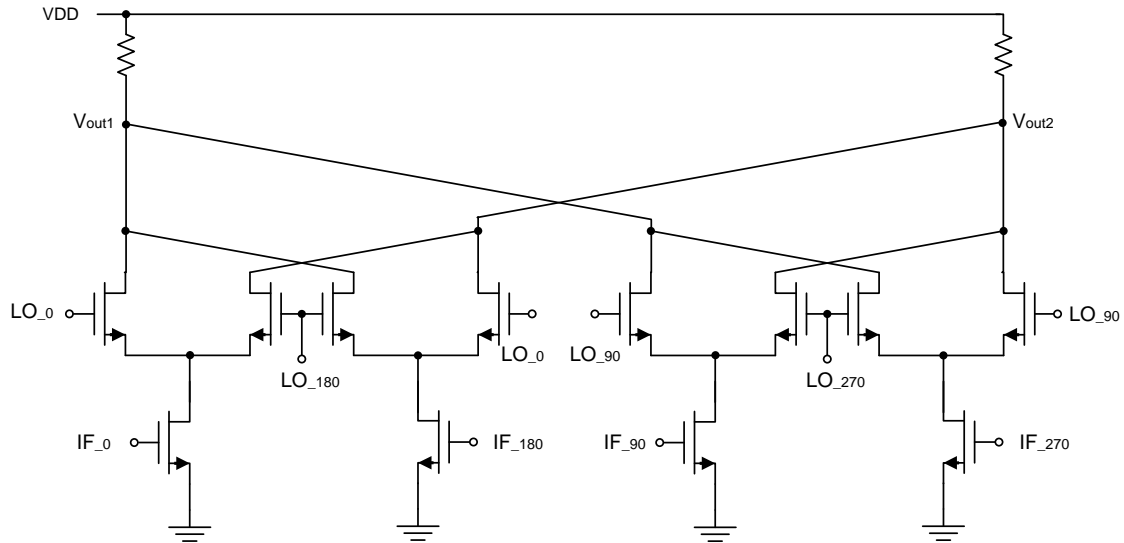 VDD
Vout1
Vout2
LO_0
LO_0
LO_90
LO_90
LO_180
LO_270
IF_0
IF_180
IF_90
IF_270